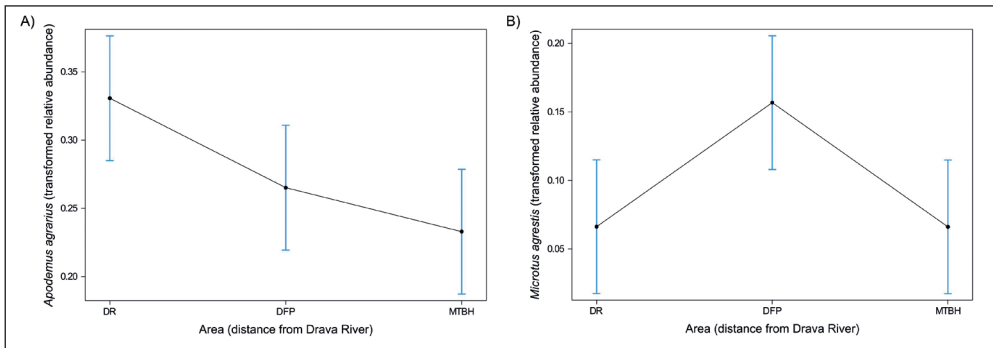 A)
Apodemus agrarius (transformed relative abundance)
0.35
0.30
0.25
0.20
DR
DFP
MTBH
Area (distance from Drava River)
B)
Microtus agrestis (transformed relative abundance)
0.20
0.15
0.10
0.05
DR
DFP
MTBH
Area (distance from Drava River)